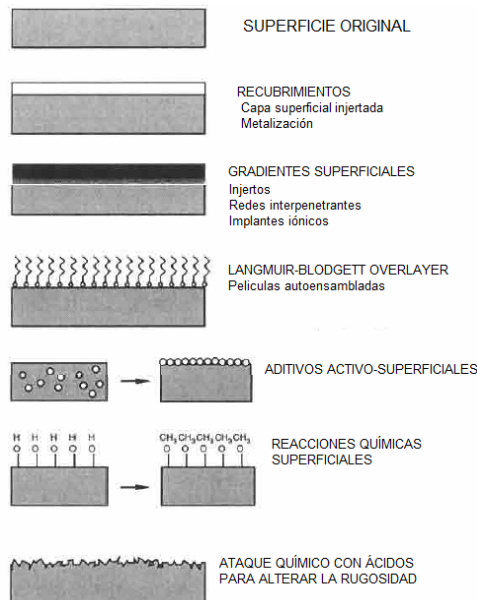 SUPERFICIE ORIGINAL
RECUBRIMIENTOS
Capa superficial injertada
Metalización
GRADIENTES SUPERFICIALES
Injertos
Redes interpenetrantes
Implantes iónicos
LANGMUIR-BLODGETT OVERLAYER
Peliculas autoensambladas
ADITIVOS ACTIVO-SUPERFICIALES
H H H H H
O O O O O
CH3 CH3 CH3 CH3 CH3
O O O O O
REACCIONES QUÍMICAS
SUPERFICIALES
ATAQUE QUÍMICO CON ÁCIDOS
PARA ALTERAR LA RUGOSIDAD